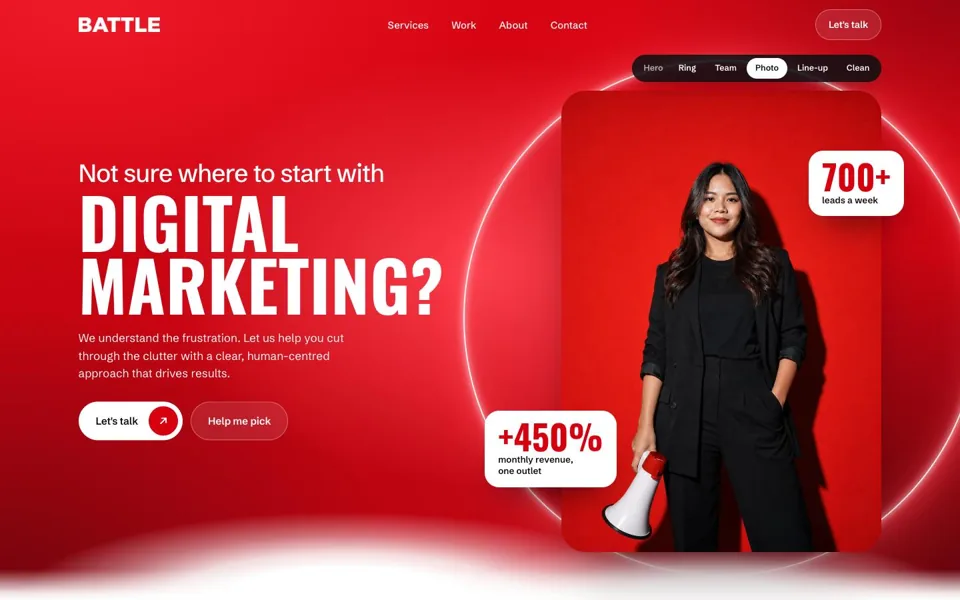 BATTLE
Services Work About Contact
Let's talk
Hero Ring Team Photo Line-up Clean
Not sure where to start with
DIGITAL
MARKETING?
We understand the frustration. Let us help you cut
through the clutter with a clear, human-centred
approach that drives results.
Let's talk
Help me pick
700+
leads a week
+450%
monthly revenue,
one outlet